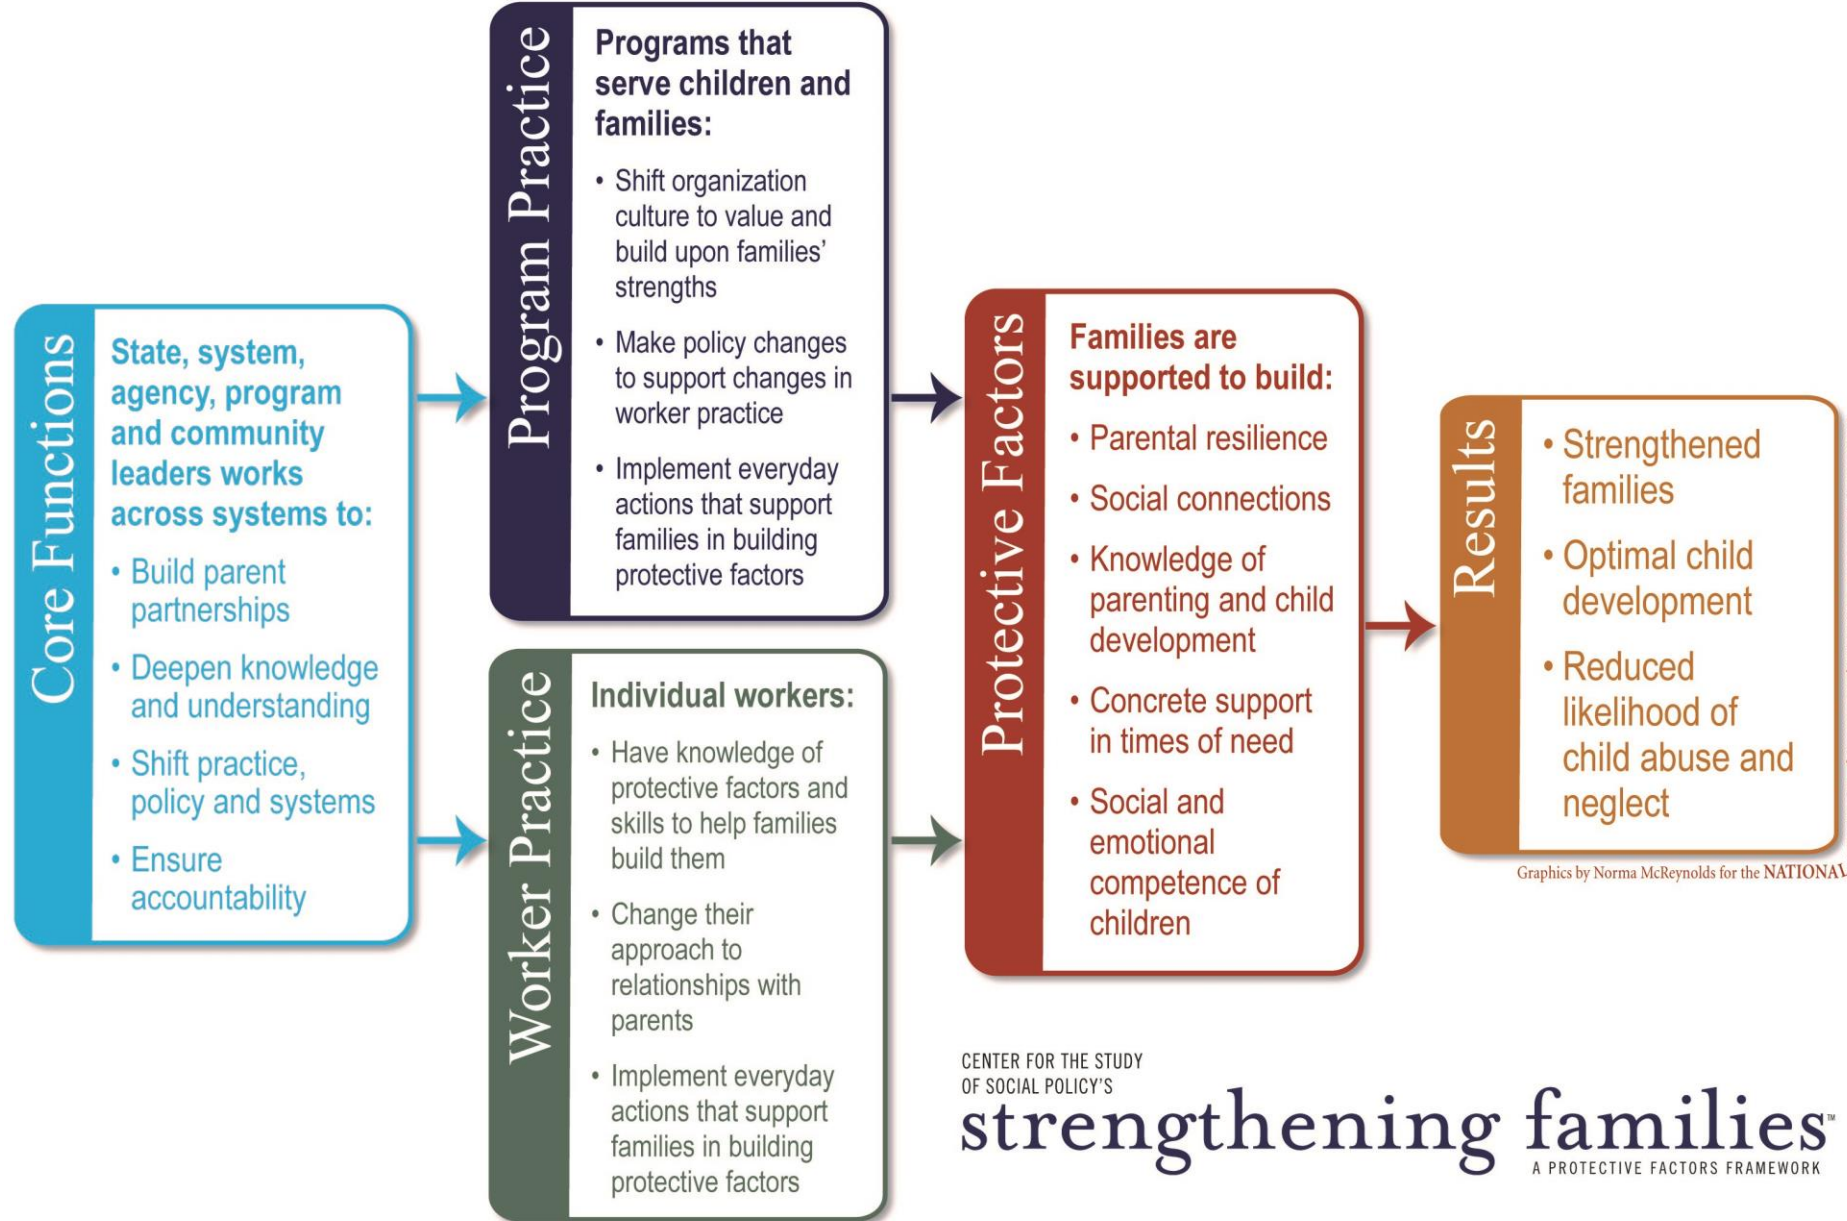 Core Functions
State, system,
agency, program
and community
leaders works
across systems to:
• Build parent
partnerships
• Deepen knowledge
and understanding
• Shift practice,
policy and systems
• Ensure
accountability
Program Practice
Programs that
serve children and
families:
• Shift organization
culture to value and
build upon families’
strengths
• Make policy changes
to support changes in
worker practice
• Implement everyday
actions that support
families in building
protective factors
Worker Practice
Individual workers:
• Have knowledge of
protective factors and
skills to help families
build them
• Change their
approach to
relationships with
parents
• Implement everyday
actions that support
families in building
protective factors
Protective Factors
Families are
supported to build:
• Parental resilience
• Social connections
• Knowledge of
parenting and child
development
• Concrete support
in times of need
• Social and
emotional
competence of
children
Results
• Strengthened
families
• Optimal child
development
• Reduced
likelihood of
child abuse and
neglect
Graphics by Norma McReynolds for the NATIONAL
CENTER FOR THE STUDY
OF SOCIAL POLICY’S
strengthening families™
A PROTECTIVE FACTORS FRAMEWORK